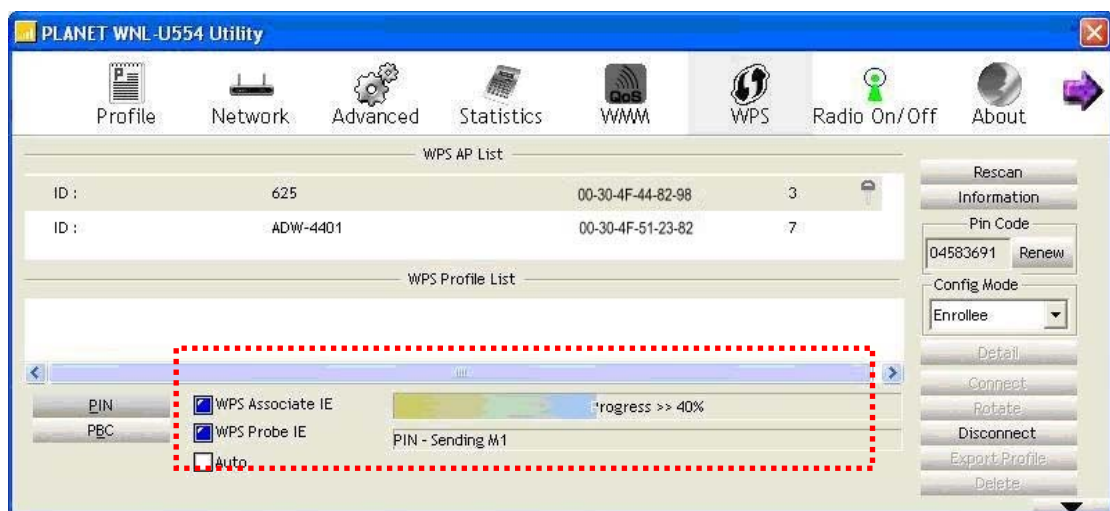 PLANET WNL-U554 Utility
Profile Network Advanced Statistics QoS WMM WPS Radio On/Off About
WPS AP List
ID : 625 00-30-4F-44-82-98 3
ID : ADW-4401 00-30-4F-51-23-82 7
WPS Profile List
Rescan
Information
Pin Code
04583691 Renew
Config Mode
Enrollee
Detail
Connect
Rotate
Disconnect
Export Profile
Delete
PIN
PBC
WPS Associate IE
WPS Probe IE
Auto
Progress >> 40%
PIN - Sending M1